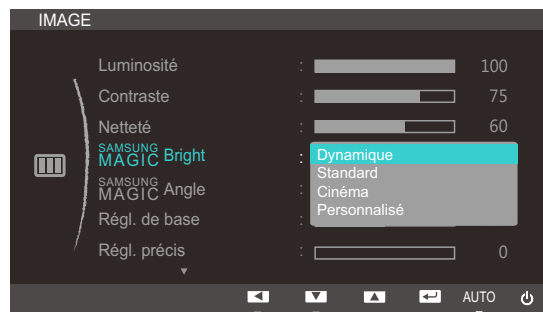 IMAGE
Luminosité : 100
Contraste : 75
Netteté : 60
SAMSUNG MAGIC Bright : Dynamique
Standard
SAMSUNG MAGIC Angle : Cinéma
Personnalisé
Régl. de base :
Régl. précis : 0
AUTO